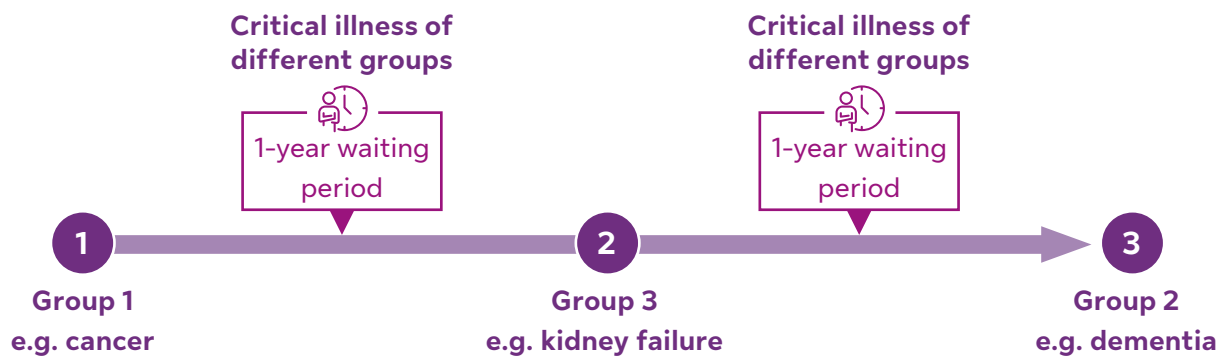 Critical illness of
different groups
1-year waiting
period
Critical illness of
different groups
1-year waiting
period
1
2
3
Group 1
e.g. cancer
Group 3
e.g. kidney failure
Group 2
e.g. dementia